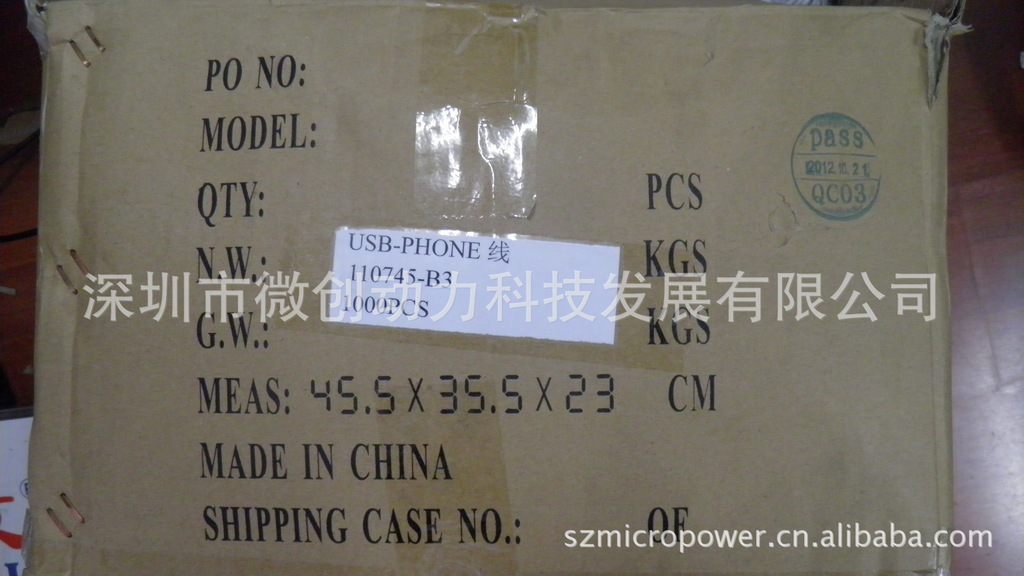 PO NO:
MODEL:
pass
2012.10.21
QC03
QTY: PCS
USB-PHONE 线
110745-B3
1000PCS
N.W.: KGS
深圳市微创动力科技发展有限公司
G.W.: KGS
MEAS: 45.5 X 35.5 X 23 CM
MADE IN CHINA
SHIPPING CASE NO.: OF
szmicropower.cn.alibaba.com